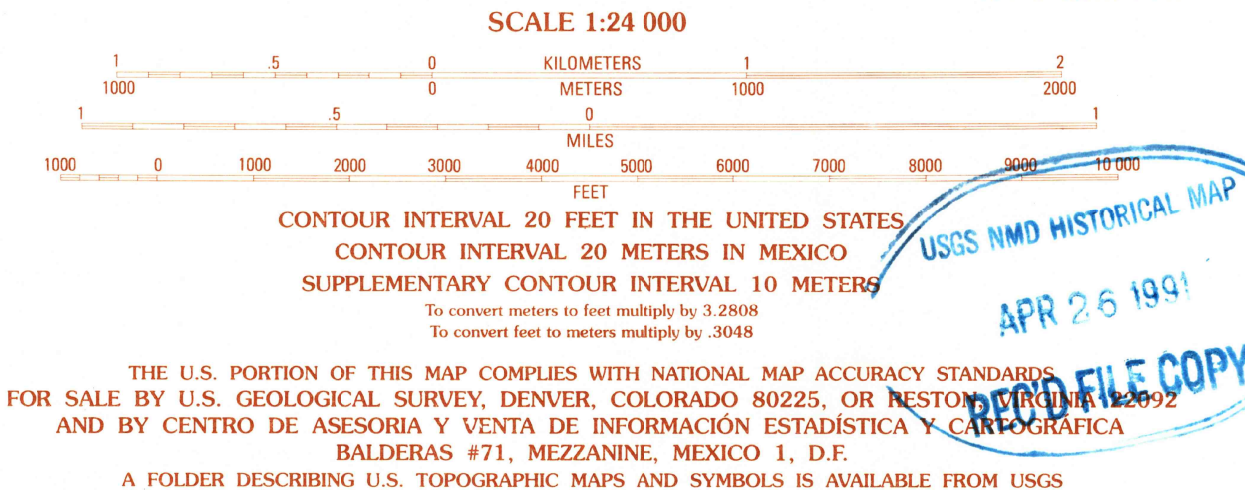 SCALE 1:24 000
1 .5 0 KILOMETERS 1 2
1000 0 METERS 1000 2000
1 .5 0 1
MILES
1000 0 1000 2000 3000 4000 5000 6000 7000 8000 9000 10 000
FEET
CONTOUR INTERVAL 20 FEET IN THE UNITED STATES
CONTOUR INTERVAL 20 METERS IN MEXICO
SUPPLEMENTARY CONTOUR INTERVAL 10 METERS
To convert meters to feet multiply by 3.2808
To convert feet to meters multiply by .3048
USGS NMD HISTORICAL MAP
APR 26 1991
REC'D FILE COPY
THE U.S. PORTION OF THIS MAP COMPLIES WITH NATIONAL MAP ACCURACY STANDARDS
FOR SALE BY U.S. GEOLOGICAL SURVEY, DENVER, COLORADO 80225, OR RESTON, VIRGINIA 22092
AND BY CENTRO DE ASESORIA Y VENTA DE INFORMACIÓN ESTADÍSTICA Y CARTOGRÁFICA
BALDERAS #71, MEZZANINE, MEXICO 1, D.F.
A FOLDER DESCRIBING U.S. TOPOGRAPHIC MAPS AND SYMBOLS IS AVAILABLE FROM USGS